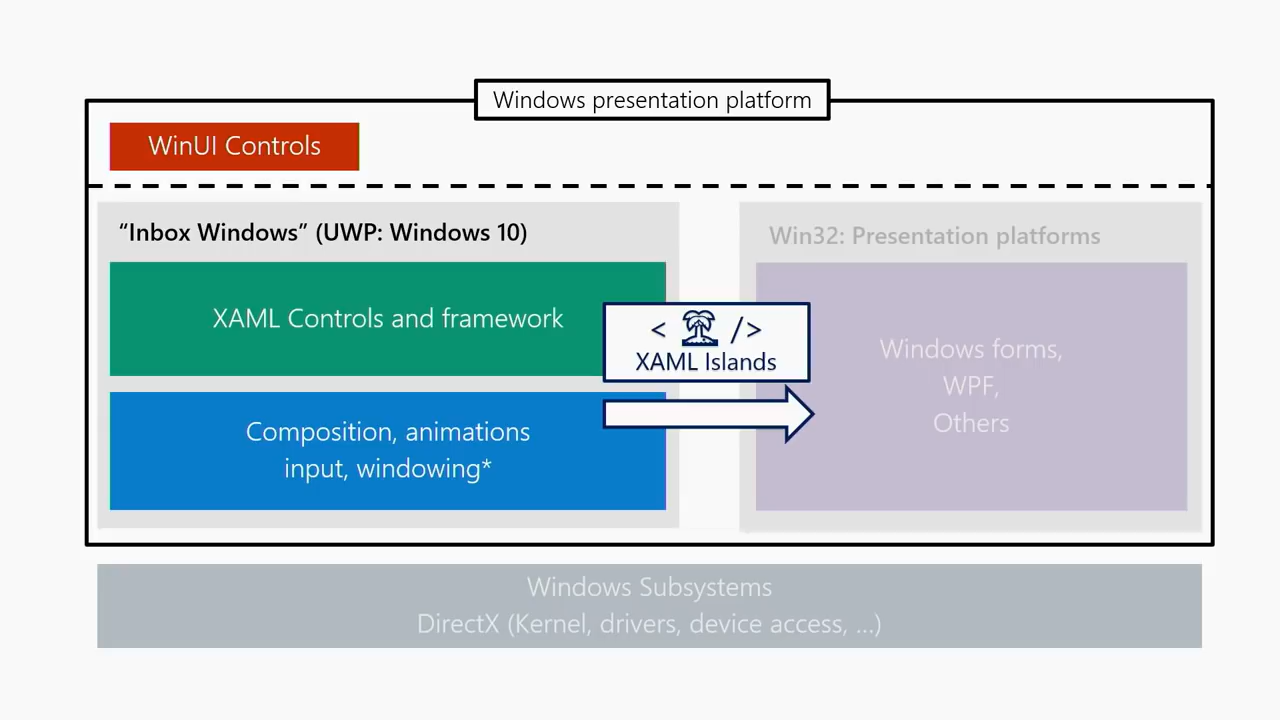 Windows presentation platform
WinUI Controls
“Inbox Windows” (UWP: Windows 10)
Win32: Presentation platforms
XAML Controls and framework
< />
XAML Islands
Windows forms,
WPF,
Others
Composition, animations
input, windowing*
Windows Subsystems
DirectX (Kernel, drivers, device access, ...)